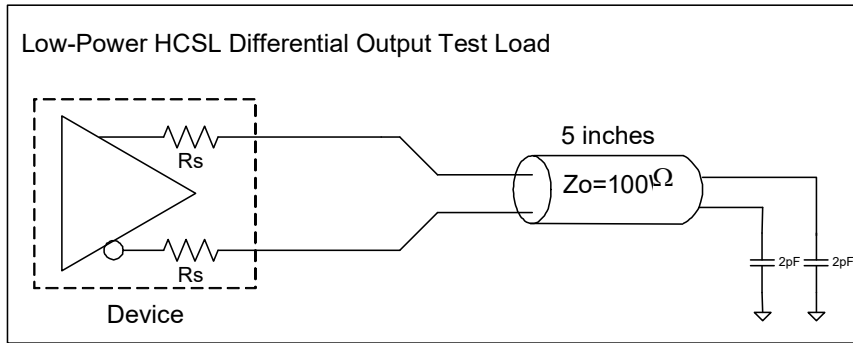 Low-Power HCSL Differential Output Test Load
Rs
5 inches
Zo=100Ω
Rs
2pF 2pF
Device